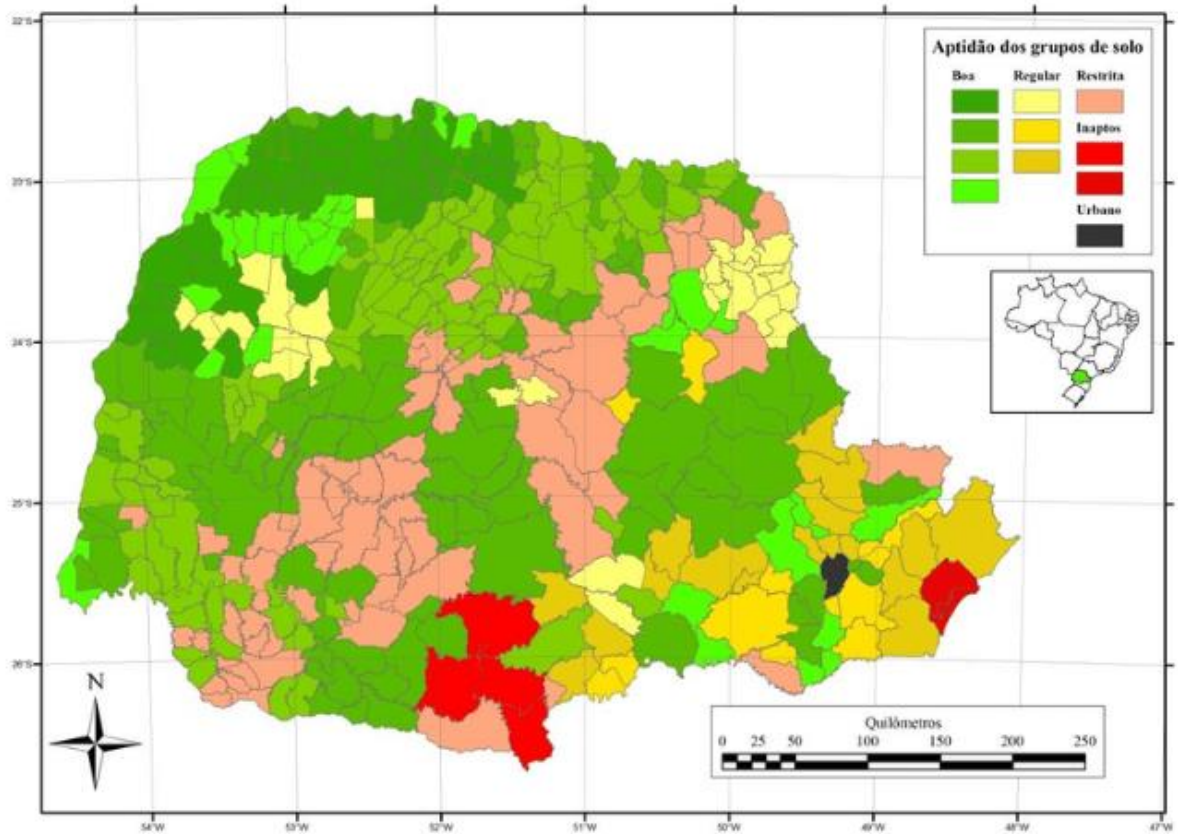 Aptidão dos grupos de solo
Boa Regular Restrita
Inaptos
Urbano
22°S
23°S
24°S
25°S
26°S
N
Quilômetros
0 25 50 100 150 200 250
54°W 53°W 52°W 51°W 50°W 49°W 48°W 47°W